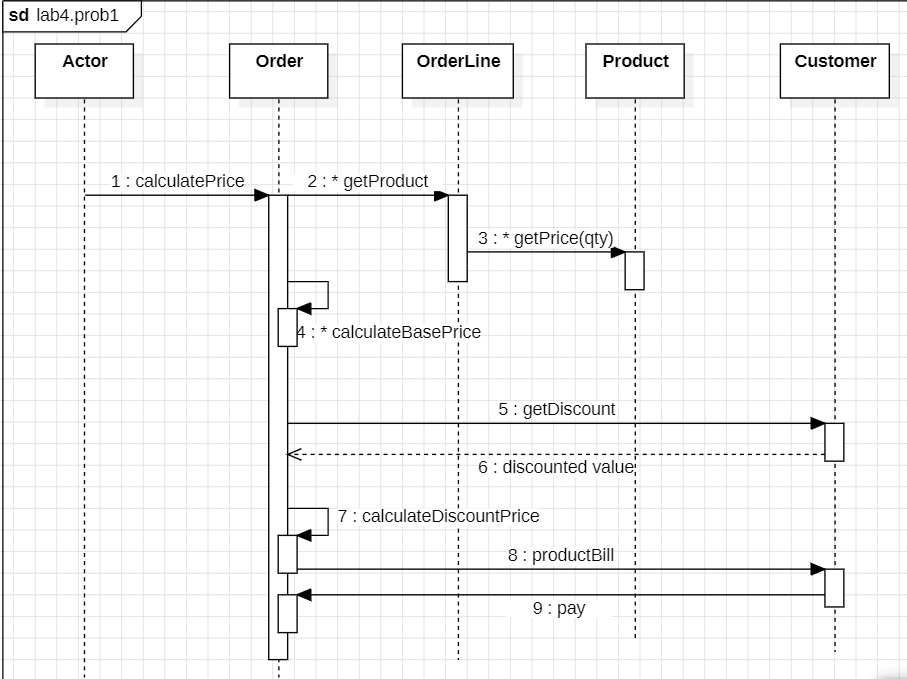 sd lab4.prob1
Actor
Order
OrderLine
Product
Customer
1 : calculatePrice
2 : * getProduct
3 : * getPrice(qty)
4 : * calculateBasePrice
5 : getDiscount
6 : discounted value
7 : calculateDiscountPrice
8 : productBill
9 : pay